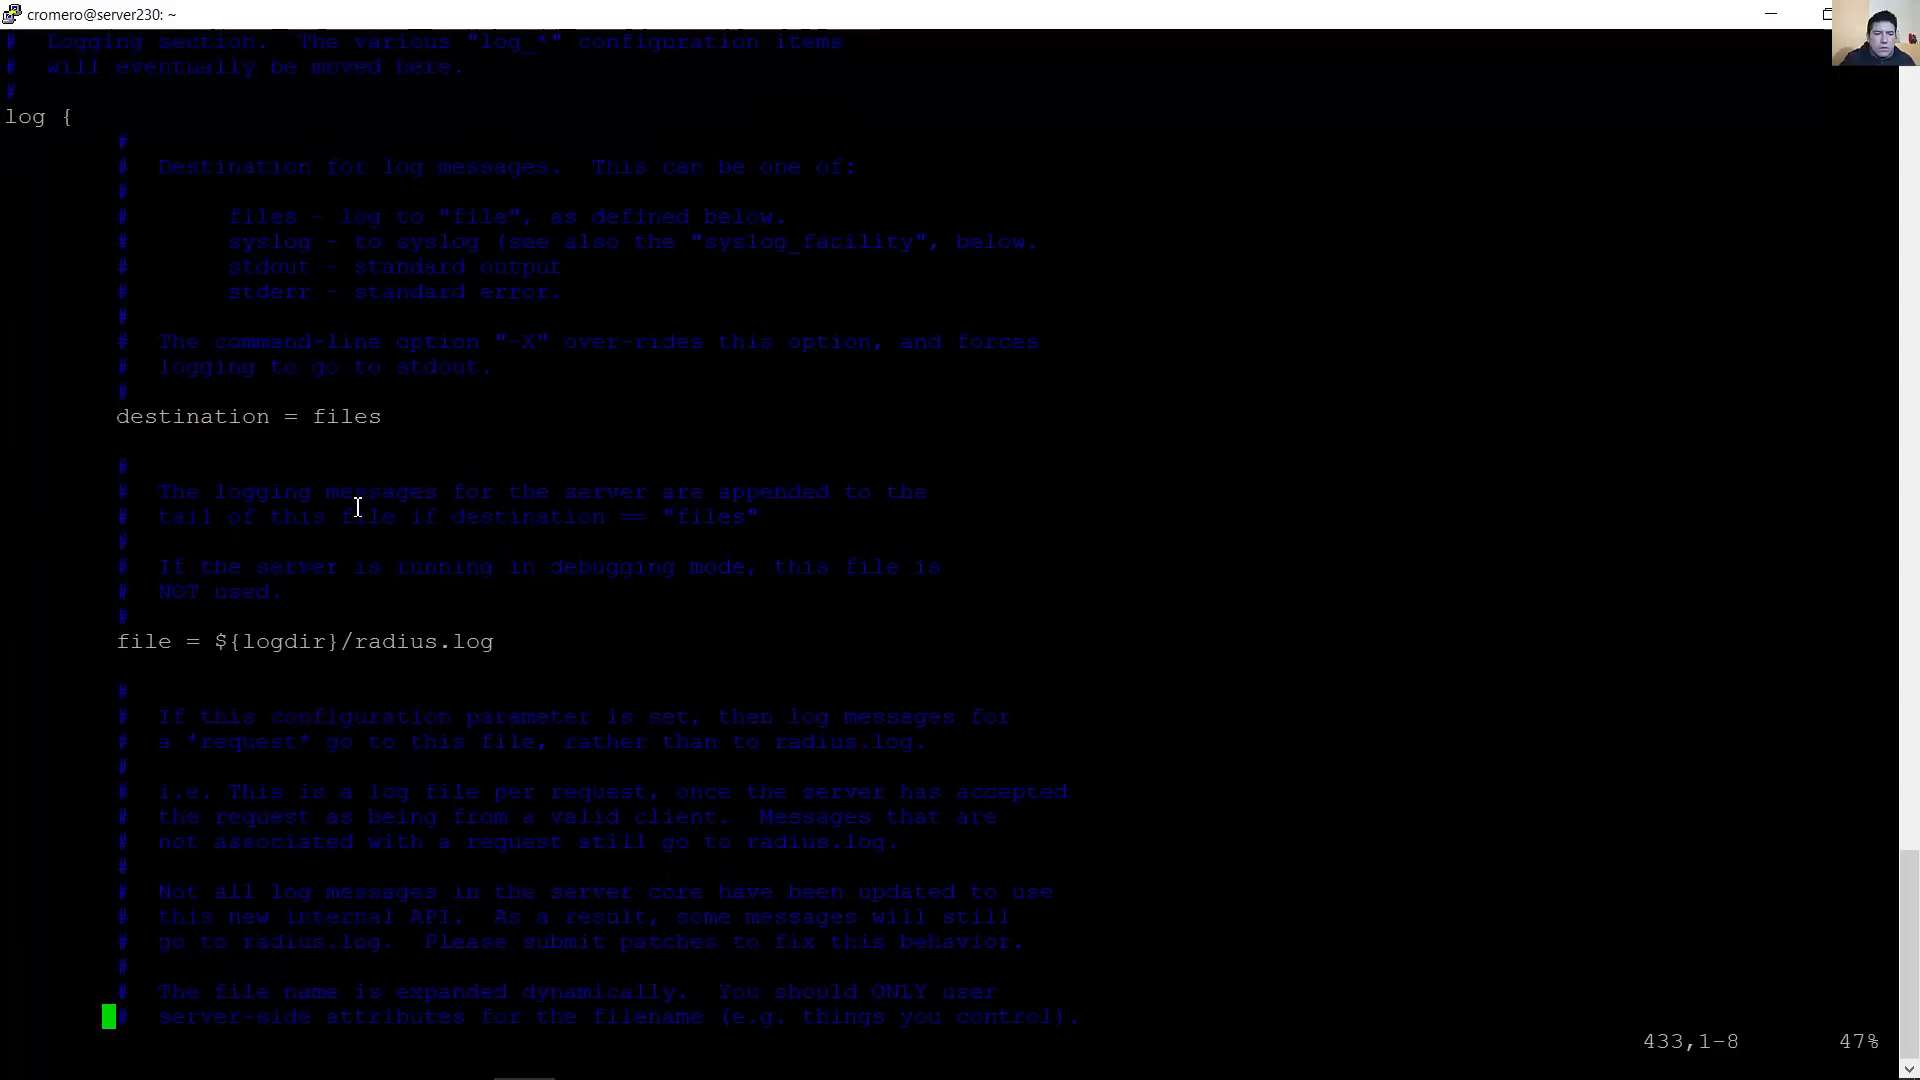 cromero@server230: ~
#  Logging section.  The various "log_*" configuration items
#  will eventually be moved here.
#
log {
#
#  Destination for log messages.  This can be one of:
#
#       files - log to "file", as defined below.
#       syslog - to syslog (see also the "syslog_facility", below.
#       stdout - standard output
#       stderr - standard error.
#
#  The command-line option "-X" over-rides this option, and forces
#  logging to go to stdout.
#
destination = files
#
#  The logging messages for the server are appended to the
#  tail of this file if destination == "files"
#
#  If the server is running in debugging mode, this file is
#  NOT used.
#
file = ${logdir}/radius.log
#
#  If this configuration parameter is set, then log messages for
#  a *request* go to this file, rather than to radius.log.
#
#  i.e. This is a log file per request, once the server has accepted
#  the request as being from a valid client.  Messages that are
#  not associated with a request still go to radius.log.
#
#  Not all log messages in the server core have been updated to use
#  this new internal API.  As a result, some messages will still
#  go to radius.log.  Please submit patches to fix this behavior.
#
#  The file name is expanded dynamically.  You should ONLY user
#  server-side attributes for the filename (e.g. things you control).
433,1-8 47%